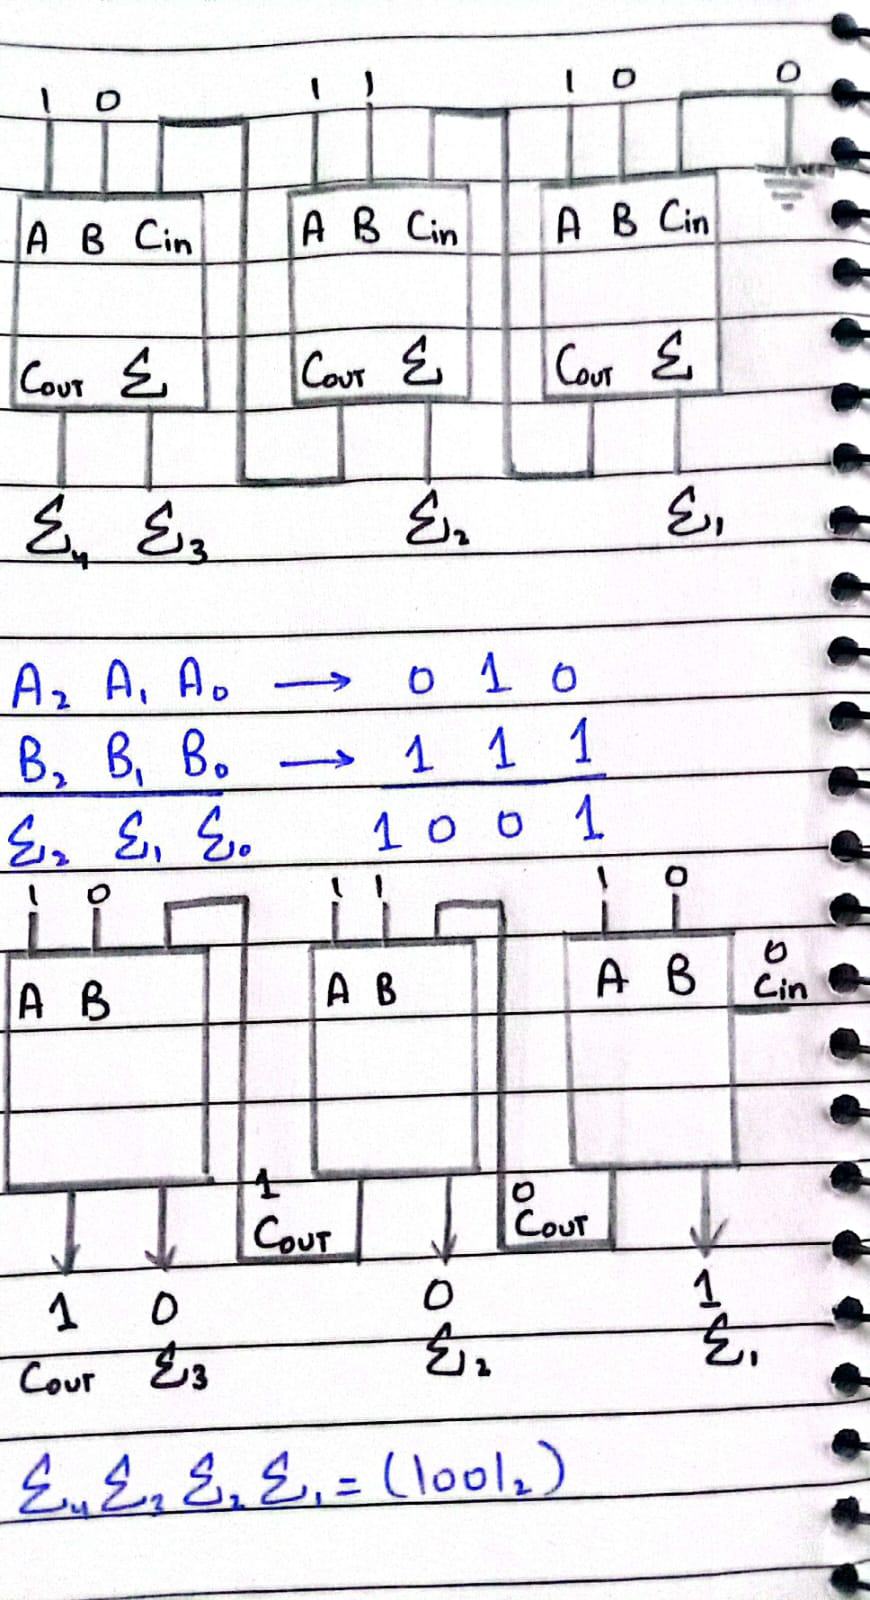 1 0 1 1 1 0 0
A B Cin A B Cin A B Cin
Cout Σ Cout Σ Cout Σ
Σ₄ Σ₃ Σ₂ Σ₁
A₂ A₁ A₀ → 0 1 0
B₂ B₁ B₀ → 1 1 1
Σ₂ Σ₁ Σ₀ 1 0 0 1
1 0 1 1 1 0
A B A B A B 0 Cin
1 Cout 0 Cout
1 0 0 1
Cout Σ₃ Σ₂ Σ₁
Σ₄ Σ₃ Σ₂ Σ₁ = (1001₂)